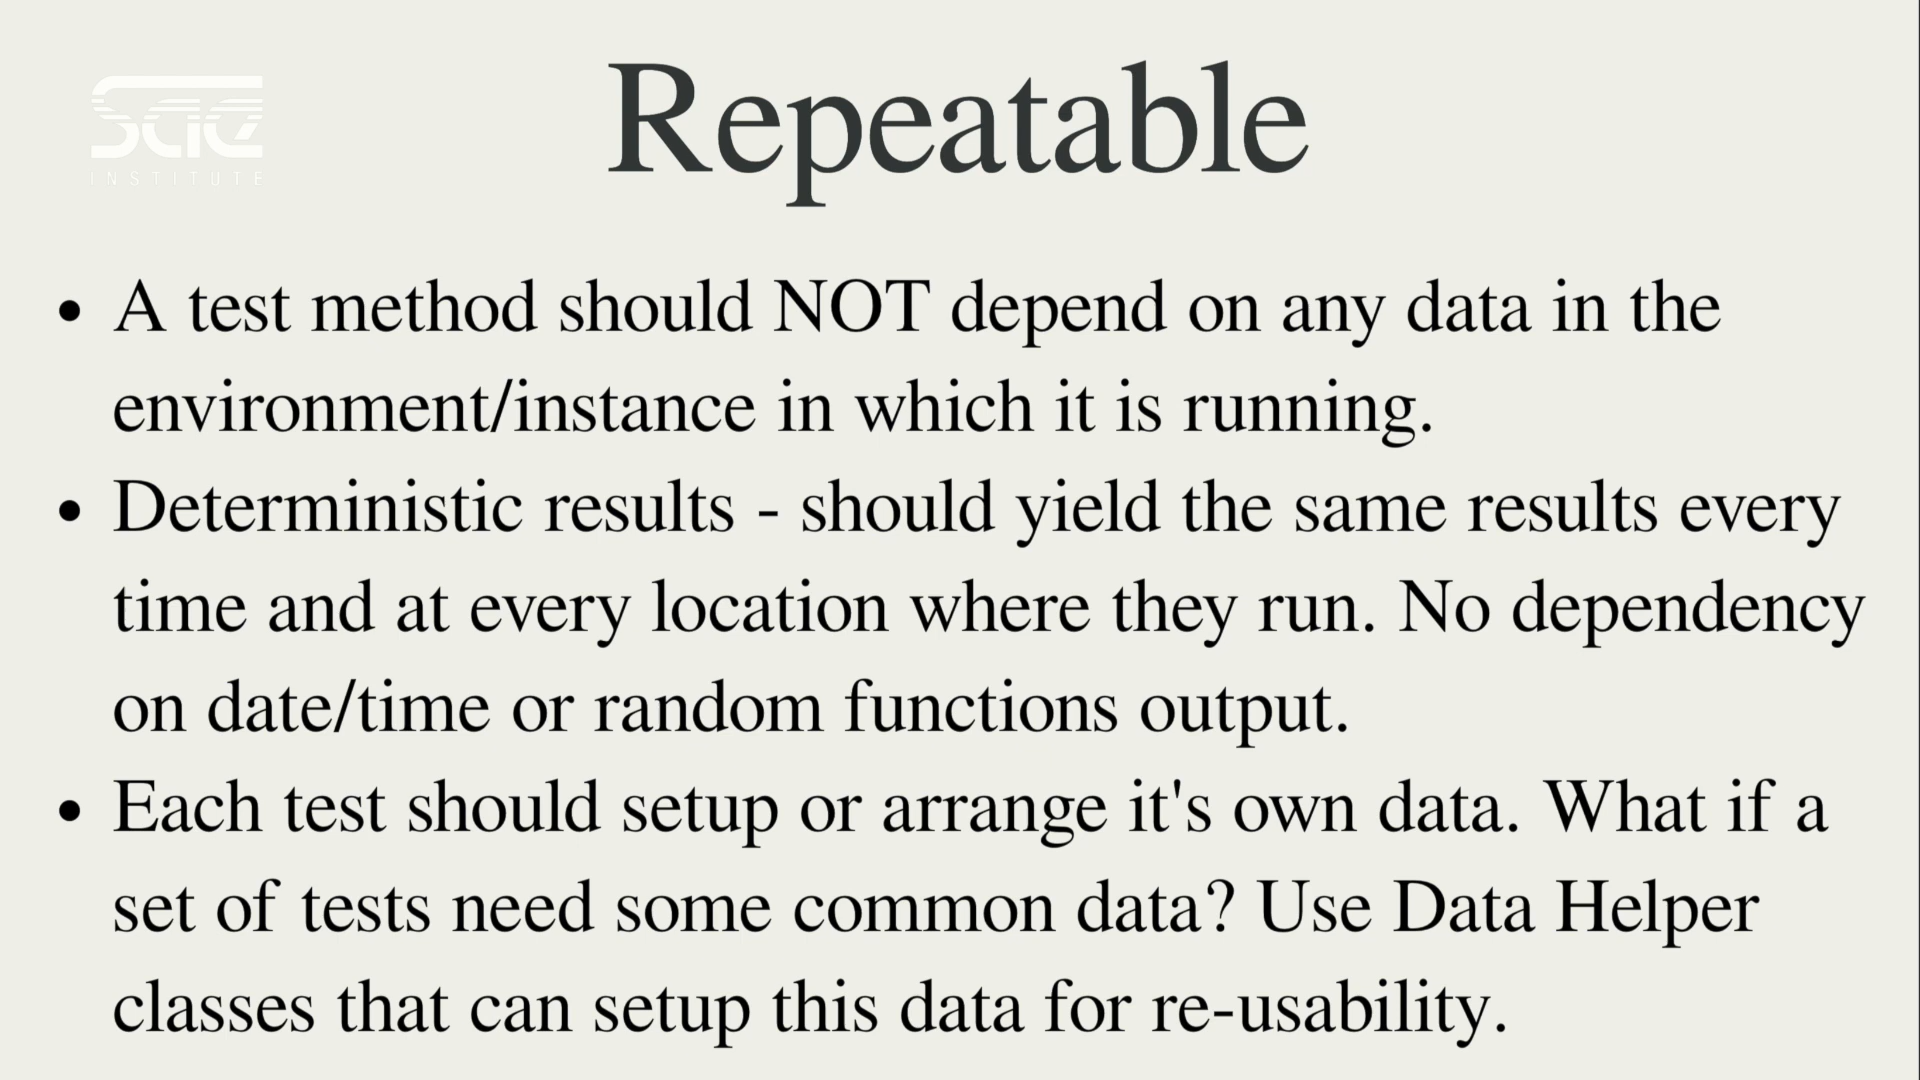 sae
INSTITUTE
Repeatable
• A test method should NOT depend on any data in the
environment/instance in which it is running.
• Deterministic results - should yield the same results every
time and at every location where they run. No dependency
on date/time or random functions output.
• Each test should setup or arrange it's own data. What if a
set of tests need some common data? Use Data Helper
classes that can setup this data for re-usability.